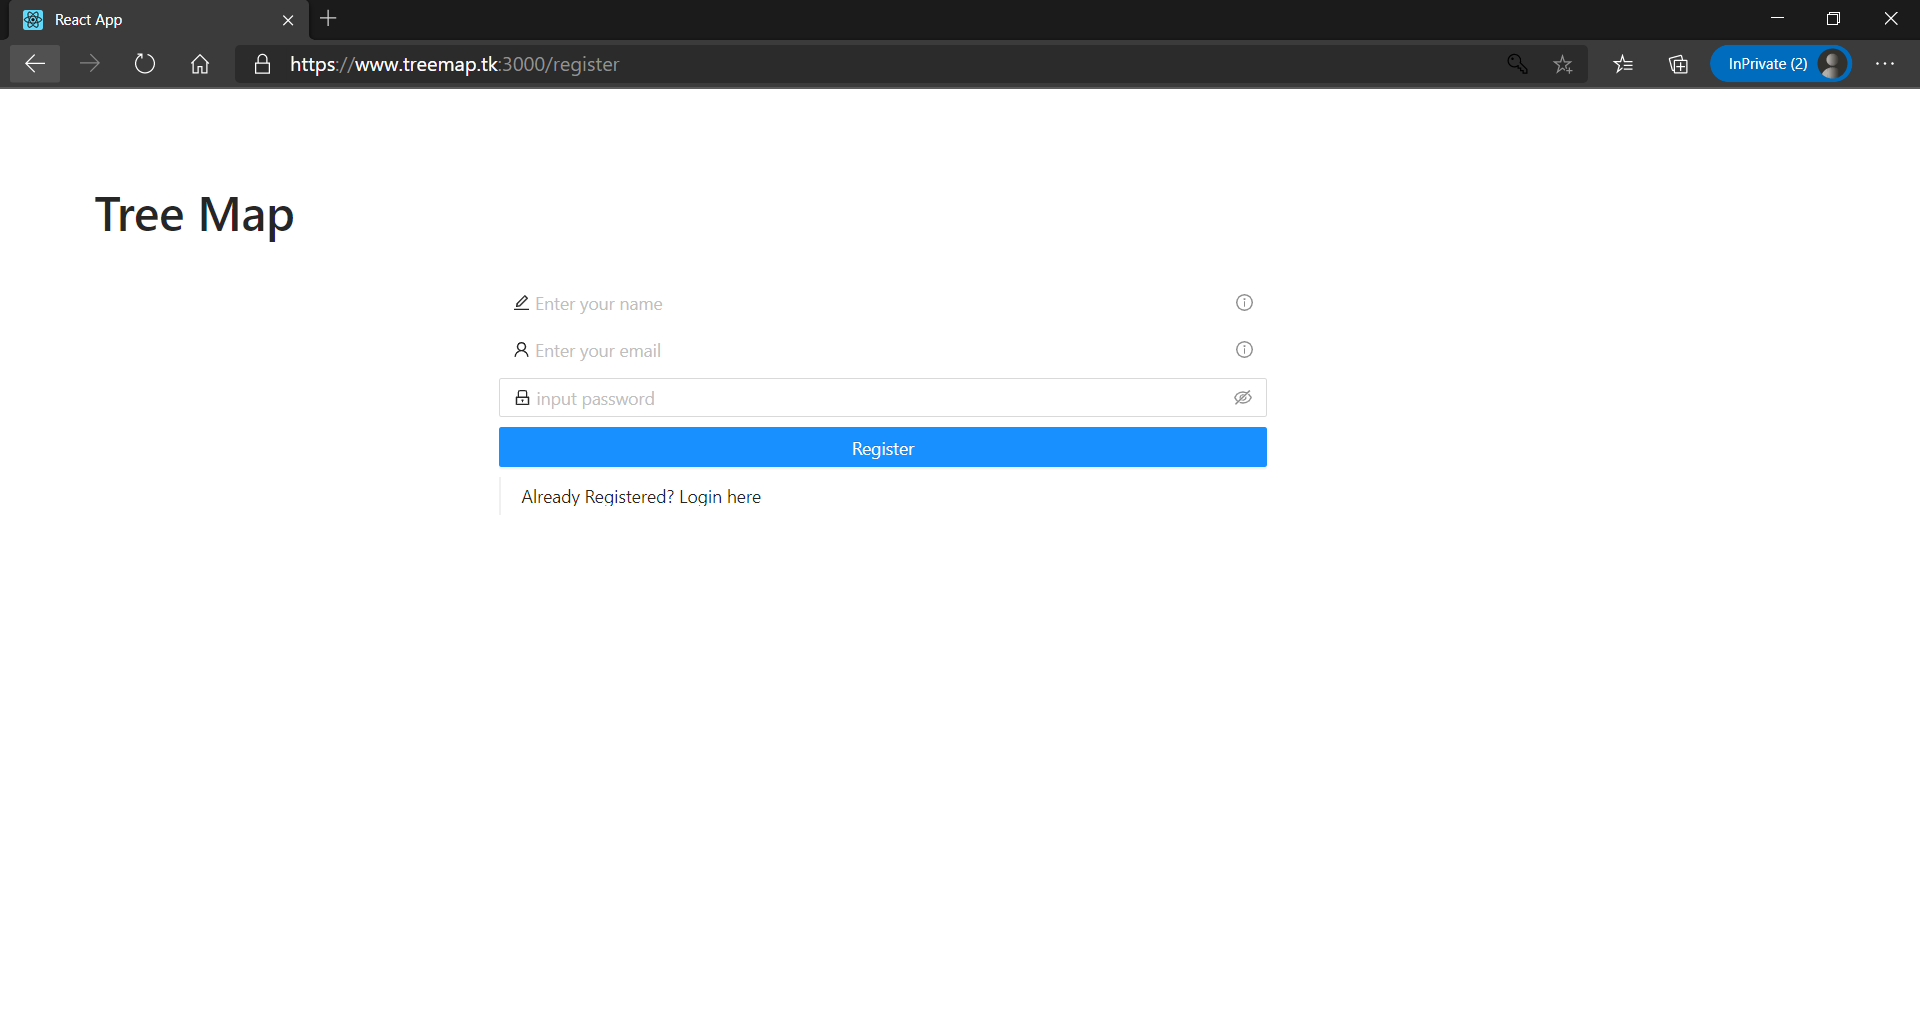 React App
https://www.treemap.tk:3000/register
InPrivate (2)
Tree Map
Enter your name
Enter your email
input password
Register
Already Registered? Login here